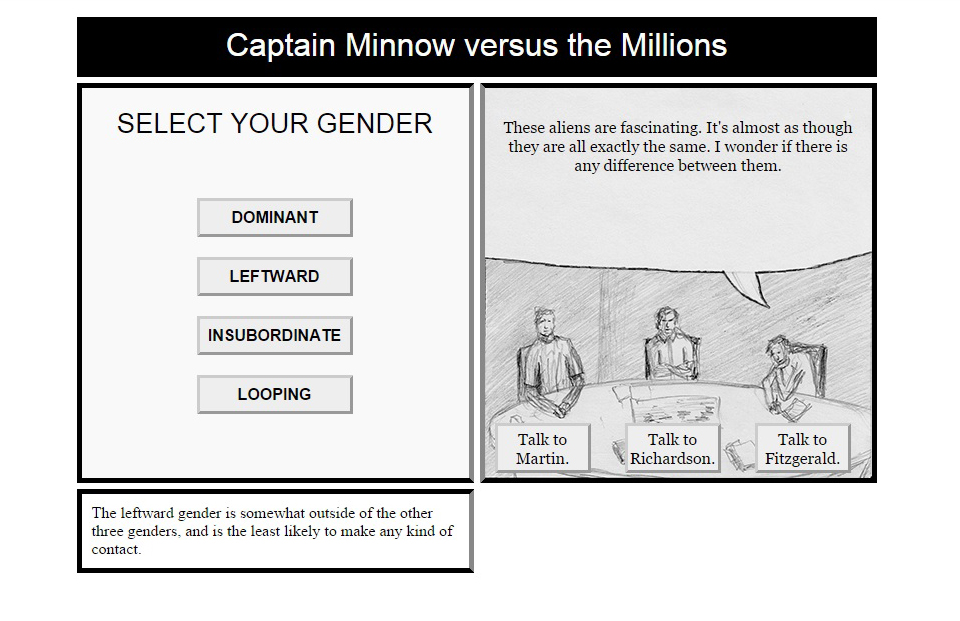 Captain Minnow versus the Millions
SELECT YOUR GENDER
DOMINANT
LEFTWARD
INSUBORDINATE
LOOPING
The leftward gender is somewhat outside of the other
three genders, and is the least likely to make any kind of
contact.
These aliens are fascinating. It's almost as though
they are all exactly the same. I wonder if there is
any difference between them.
Talk to
Martin.
Talk to
Richardson.
Talk to
Fitzgerald.